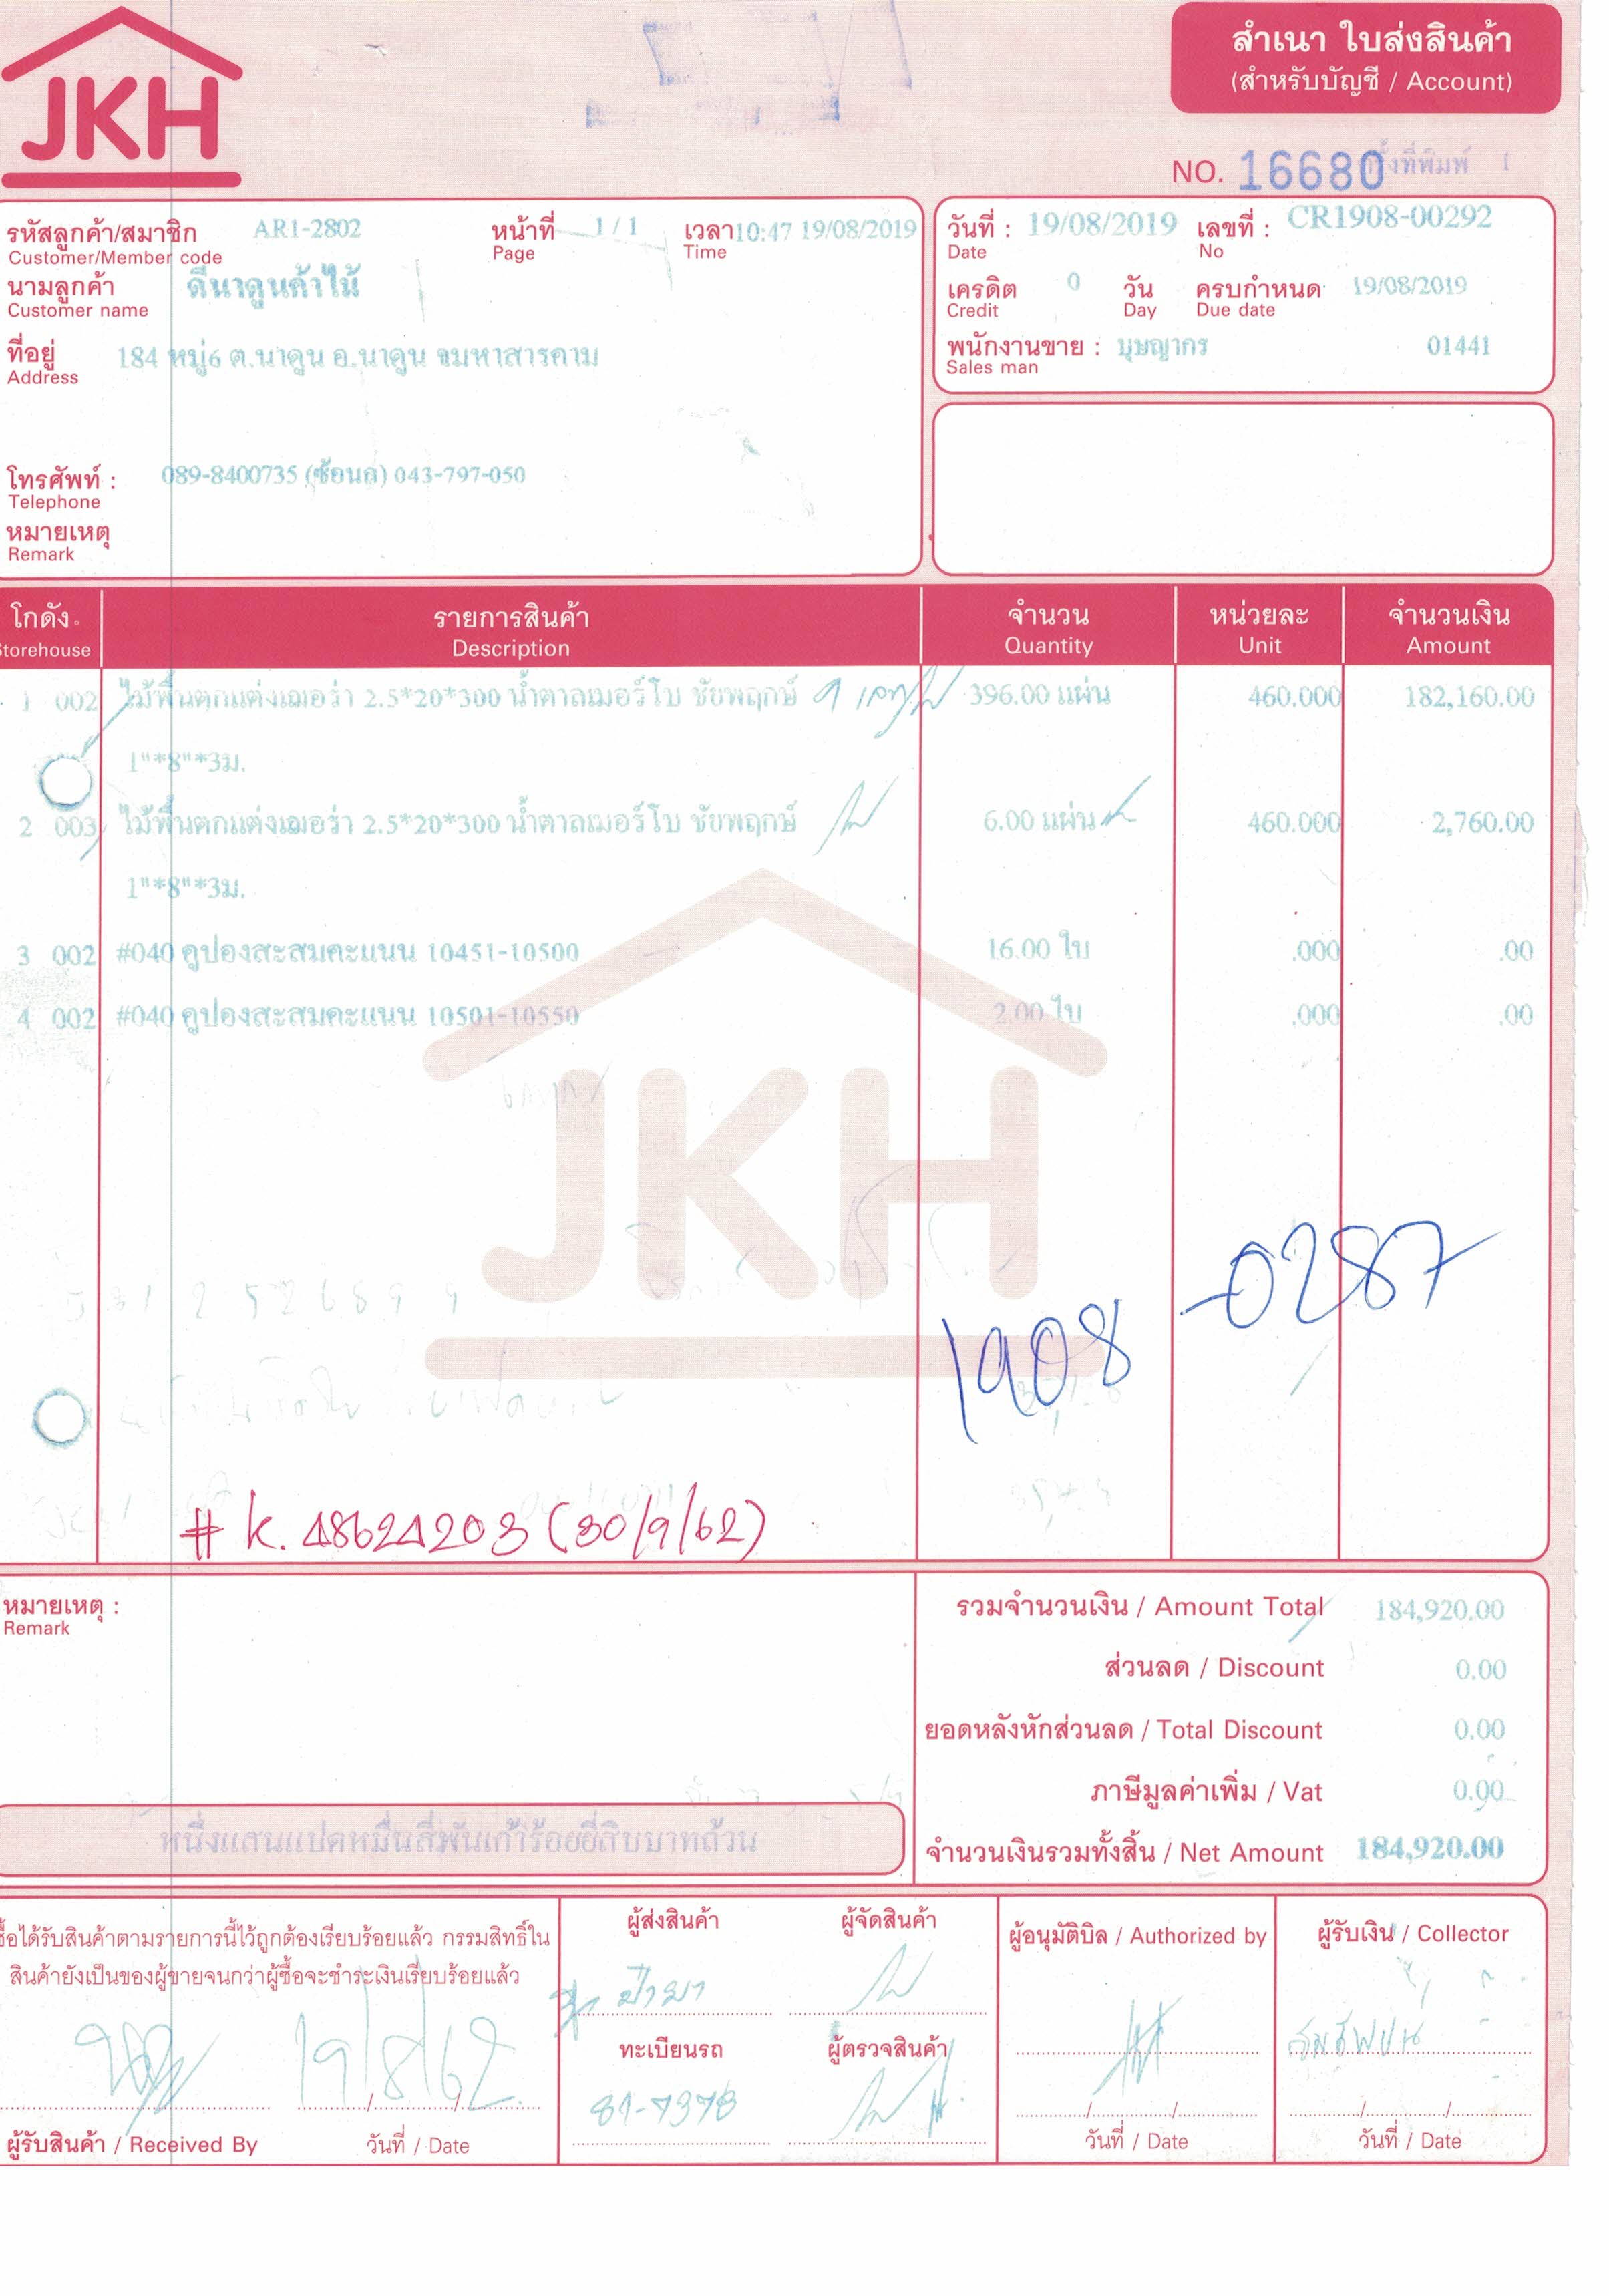 JKH
สำเนา ใบส่งสินค้า
(สำหรับบัญชี / Account)
NO. 16680 ครั้งที่พิมพ์ 1
รหัสลูกค้า/สมาชิก AR1-2802 หน้าที่ 1 / 1 เวลา 10:47 19/08/2019
Customer/Member code Page Time
นามลูกค้า ดีนาดูนค้าไม้
Customer name
ที่อยู่ 184 หมู่6 ต.นาดูน อ.นาดูน จมหาสารคาม
Address
โทรศัพท์ : 089-8400735 (ซ้อนล) 043-797-050
Telephone
หมายเหตุ
Remark
วันที่ : 19/08/2019 เลขที่ : CR1908-00292
Date No
เครดิต 0 วัน ครบกำหนด 19/08/2019
Credit Day Due date
พนักงานขาย : บุษญากร 01441
Sales man
โกดัง รายการสินค้า จำนวน หน่วยละ จำนวนเงิน
Storehouse Description Quantity Unit Amount
1 002 ไม้พื้นตกแต่งเฌอร่า 2.5*20*300 น้ำตาลเมอร์โบ ชัยพฤกษ์ 396.00 แผ่น 460.000 182,160.00
1"*8"*3ม.
2 003 ไม้พื้นตกแต่งเฌอร่า 2.5*20*300 น้ำตาลเมอร์โบ ชัยพฤกษ์ 6.00 แผ่น 460.000 2,760.00
1"*8"*3ม.
3 002 #040 คูปองสะสมคะแนน 10451-10500 16.00 ใบ .000 .00
4 002 #040 คูปองสะสมคะแนน 10501-10550 2.00 ใบ .000 .00
JKH
1908 -0287
# K. 48624203 (30/9/62)
หมายเหตุ :
Remark
รวมจำนวนเงิน / Amount Total 184,920.00
ส่วนลด / Discount 0.00
ยอดหลังหักส่วนลด / Total Discount 0.00
ภาษีมูลค่าเพิ่ม / Vat 0.00
หนึ่งแสนแปดหมื่นสี่พันเก้าร้อยยี่สิบบาทถ้วน
จำนวนเงินรวมทั้งสิ้น / Net Amount 184,920.00
ซื้อได้รับสินค้าตามรายการนี้ไว้ถูกต้องเรียบร้อยแล้ว กรรมสิทธิ์ใน
สินค้ายังเป็นของผู้ขายจนกว่าผู้ซื้อจะชำระเงินเรียบร้อยแล้ว
19/8/62
ผู้รับสินค้า / Received By วันที่ / Date
ผู้ส่งสินค้า ผู้จัดสินค้า
ทะเบียนรถ ผู้ตรวจสินค้า
81-7378
ผู้อนุมัติบิล / Authorized by ผู้รับเงิน / Collector
วันที่ / Date วันที่ / Date